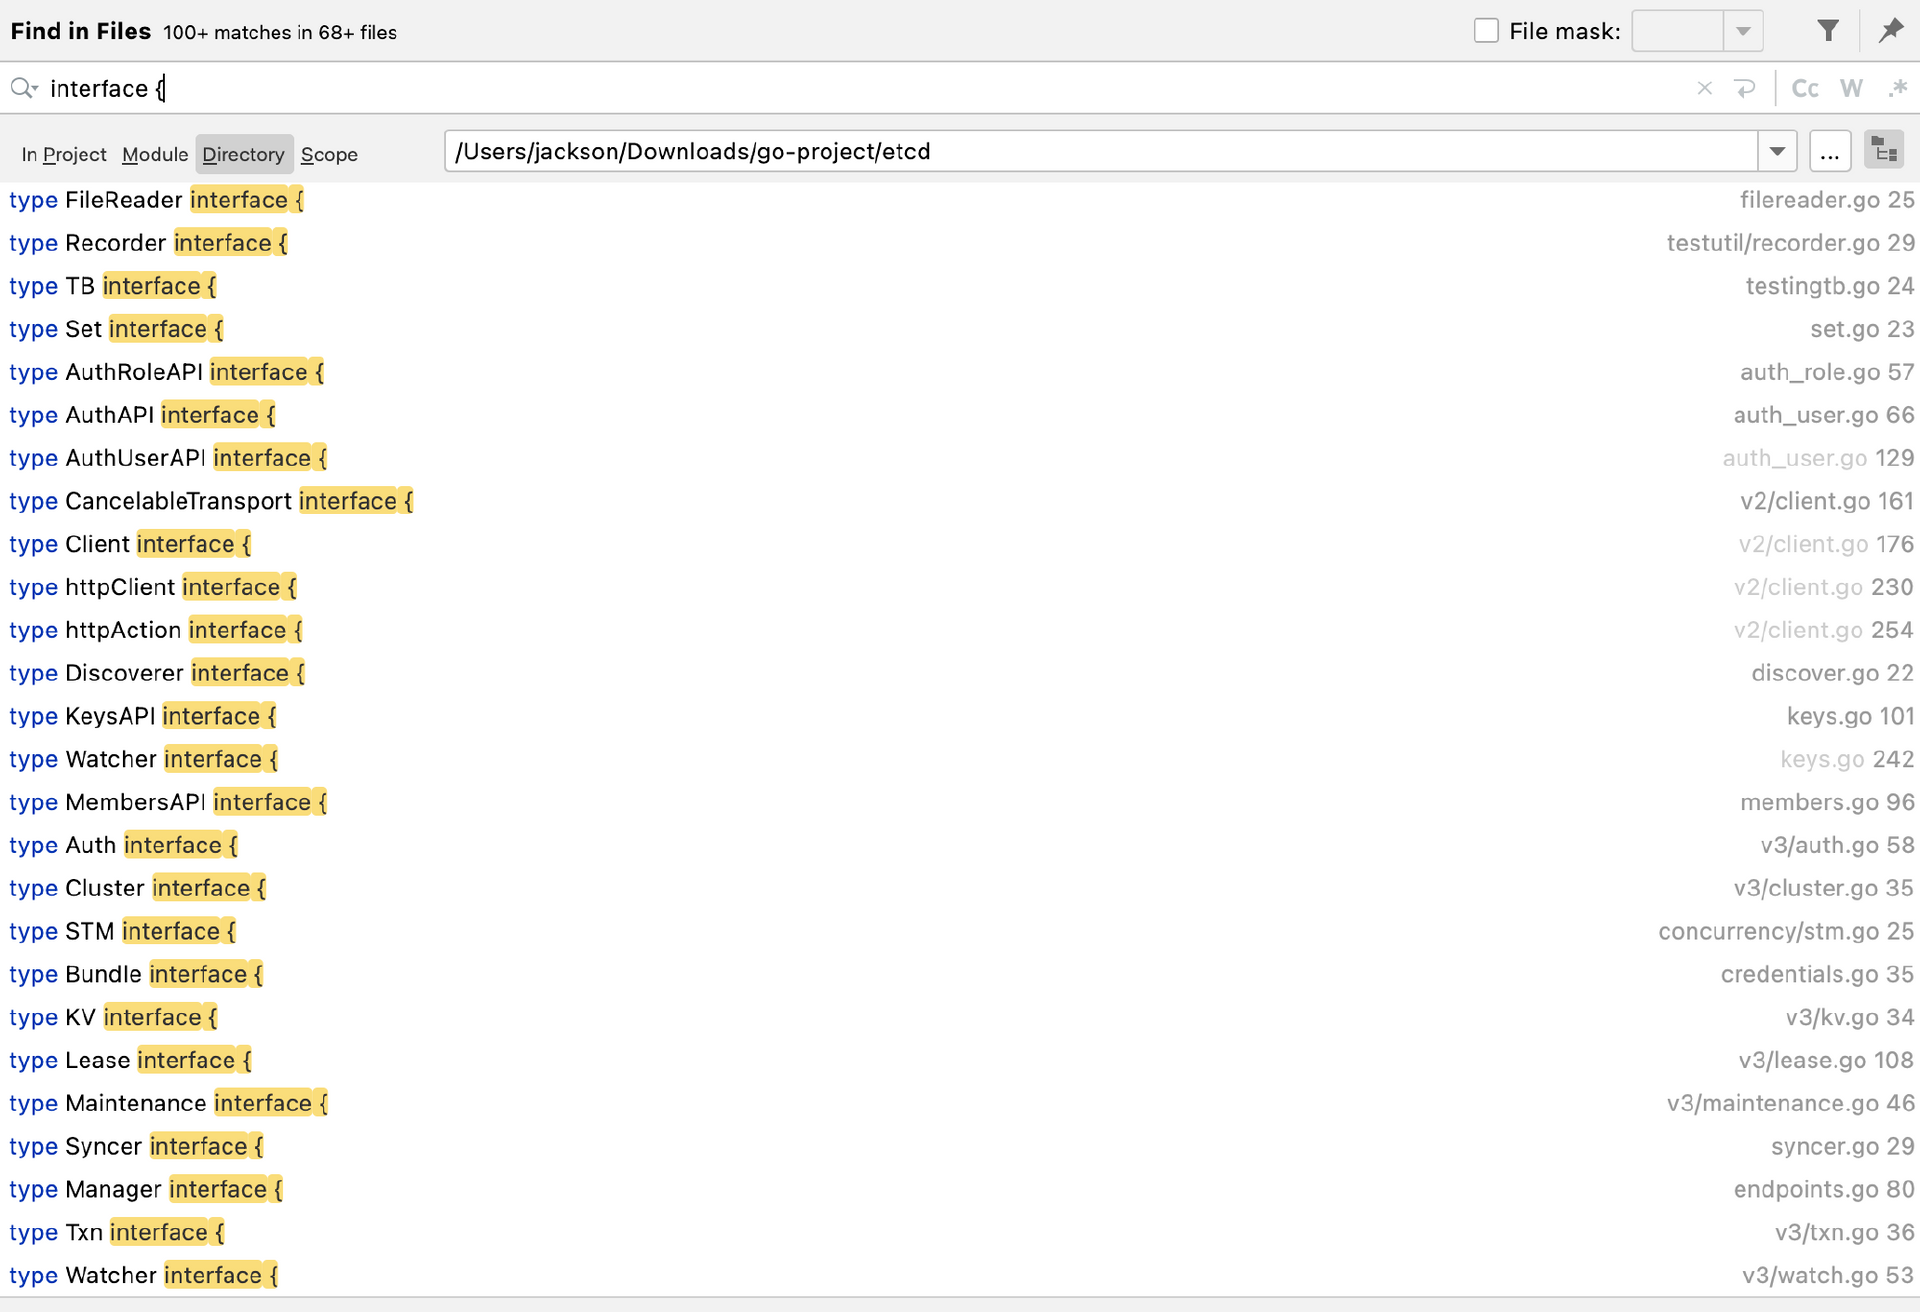 Find in Files 100+ matches in 68+ files File mask:
interface { Cc W .*
In Project Module Directory Scope /Users/jackson/Downloads/go-project/etcd ...
type FileReader interface { filereader.go 25
type Recorder interface { testutil/recorder.go 29
type TB interface { testingtb.go 24
type Set interface { set.go 23
type AuthRoleAPI interface { auth_role.go 57
type AuthAPI interface { auth_user.go 66
type AuthUserAPI interface { auth_user.go 129
type CancelableTransport interface { v2/client.go 161
type Client interface { v2/client.go 176
type httpClient interface { v2/client.go 230
type httpAction interface { v2/client.go 254
type Discoverer interface { discover.go 22
type KeysAPI interface { keys.go 101
type Watcher interface { keys.go 242
type MembersAPI interface { members.go 96
type Auth interface { v3/auth.go 58
type Cluster interface { v3/cluster.go 35
type STM interface { concurrency/stm.go 25
type Bundle interface { credentials.go 35
type KV interface { v3/kv.go 34
type Lease interface { v3/lease.go 108
type Maintenance interface { v3/maintenance.go 46
type Syncer interface { syncer.go 29
type Manager interface { endpoints.go 80
type Txn interface { v3/txn.go 36
type Watcher interface { v3/watch.go 53